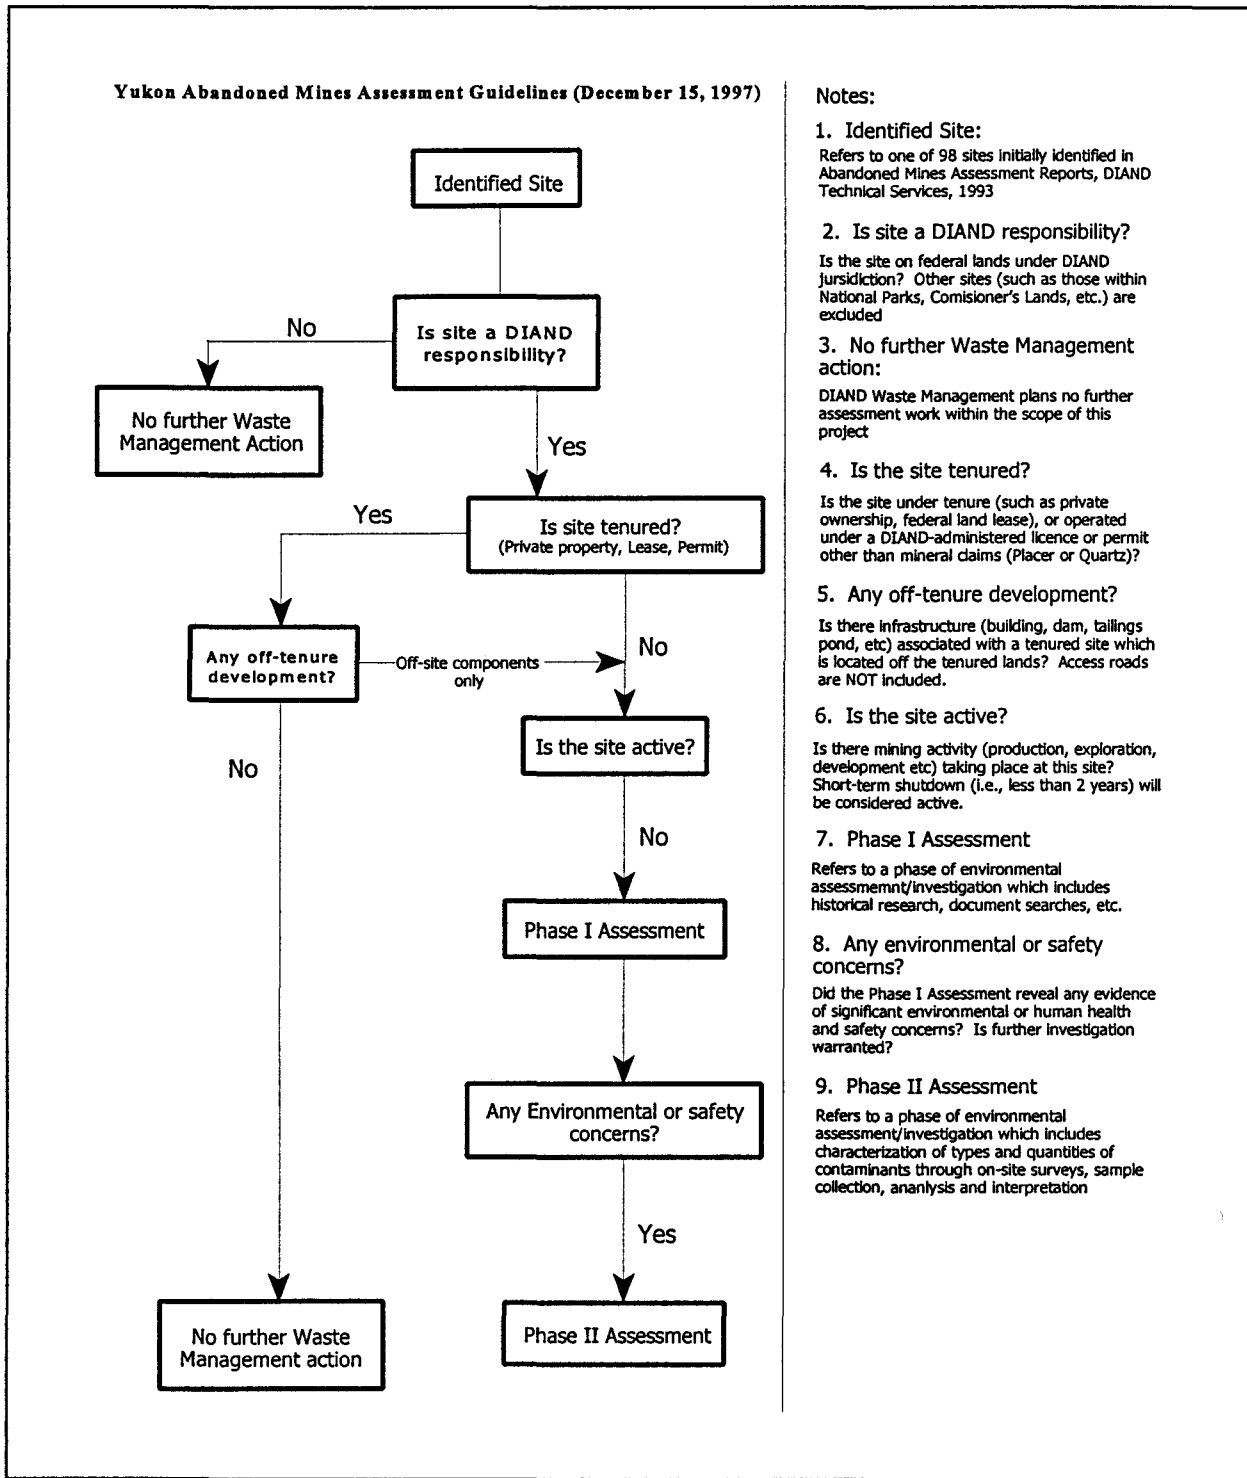 Yukon Abandoned Mines Assessment Guidelines (December 15, 1997)
Identified Site
Is site a DIAND
responsibility?
No
No further Waste
Management Action
Yes
Is site tenured?
(Private property, Lease, Permit)
Yes
Any off-tenure
development?
Off-site components
only
No
Is the site active?
No
No
Phase I Assessment
Any Environmental or safety
concerns?
Yes
No further Waste
Management action
Phase II Assessment
Notes:
1. Identified Site:
Refers to one of 98 sites initially identified in
Abandoned Mines Assessment Reports, DIAND
Technical Services, 1993
2. Is site a DIAND responsibility?
Is the site on federal lands under DIAND
jursidiction? Other sites (such as those within
National Parks, Comisioner's Lands, etc.) are
excluded
3. No further Waste Management
action:
DIAND Waste Management plans no further
assessment work within the scope of this
project
4. Is the site tenured?
Is the site under tenure (such as private
ownership, federal land lease), or operated
under a DIAND-administered licence or permit
other than mineral claims (Placer or Quartz)?
5. Any off-tenure development?
Is there infrastructure (building, dam, tailings
pond, etc) associated with a tenured site which
is located off the tenured lands? Access roads
are NOT included.
6. Is the site active?
Is there mining activity (production, exploration,
development etc) taking place at this site?
Short-term shutdown (i.e., less than 2 years) will
be considered active.
7. Phase I Assessment
Refers to a phase of environmental
assessmemnt/investigation which includes
historical research, document searches, etc.
8. Any environmental or safety
concerns?
Did the Phase I Assessment reveal any evidence
of significant environmental or human health
and safety concerns? Is further investigation
warranted?
9. Phase II Assessment
Refers to a phase of environmental
assessment/investigation which includes
characterization of types and quantities of
contaminants through on-site surveys, sample
collection, ananlysis and interpretation